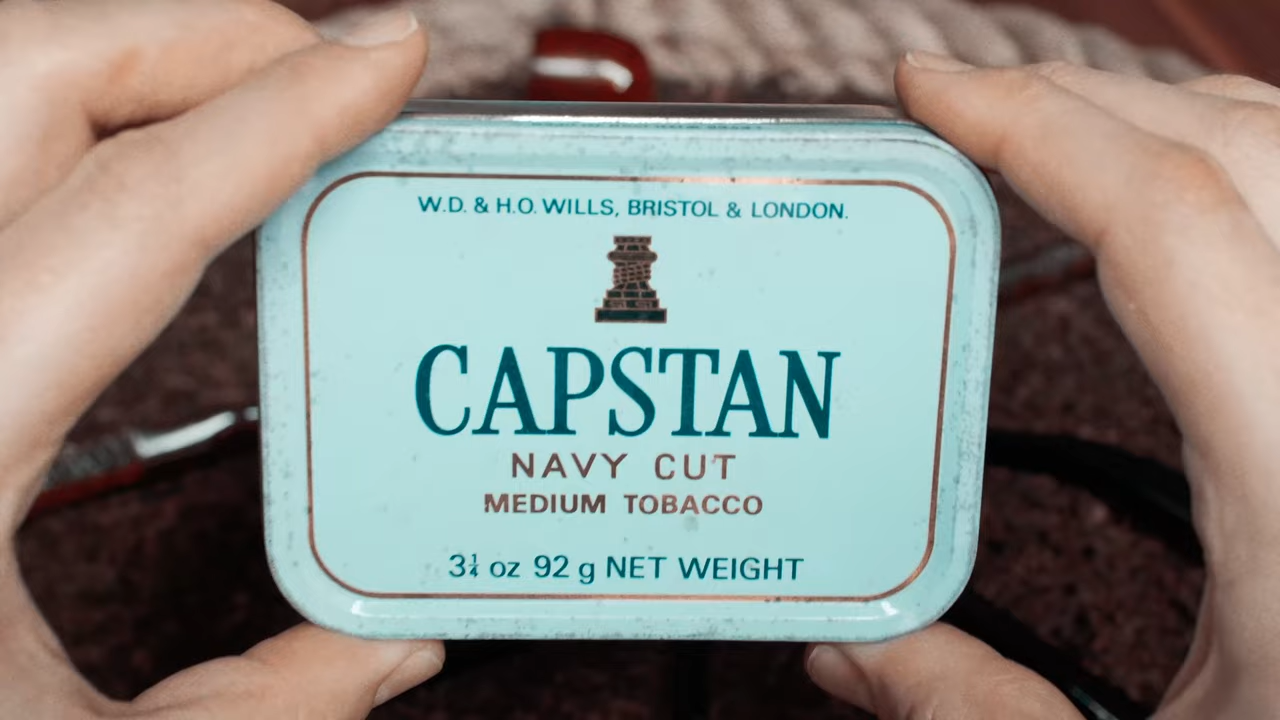 W.D. & H.O. WILLS, BRISTOL & LONDON.
CAPSTAN
NAVY CUT
MEDIUM TOBACCO
3¼ oz 92 g NET WEIGHT